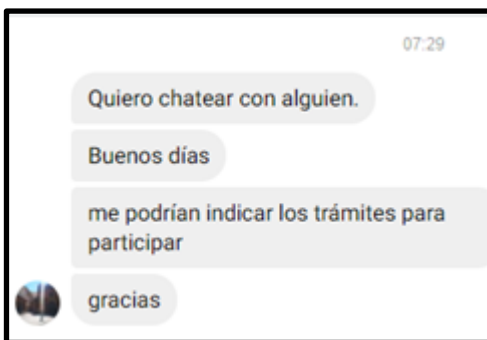 07:29
Quiero chatear con alguien.
Buenos días
me podrían indicar los trámites para
participar
gracias